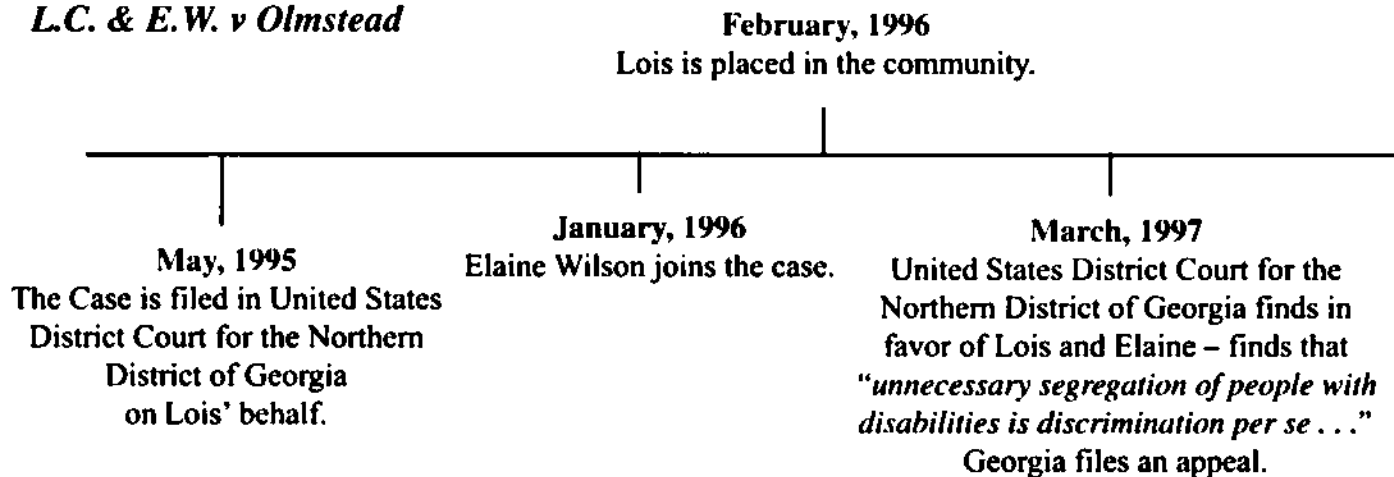 L.C. & E.W. v Olmstead
February, 1996
Lois is placed in the community.
May, 1995
The Case is filed in United States
District Court for the Northern
District of Georgia
on Lois' behalf.
January, 1996
Elaine Wilson joins the case.
March, 1997
United States District Court for the
Northern District of Georgia finds in
favor of Lois and Elaine – finds that
"unnecessary segregation of people with
disabilities is discrimination per se . . ."
Georgia files an appeal.